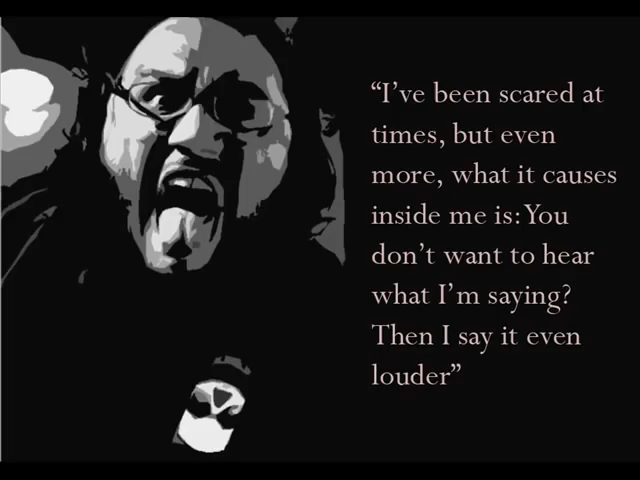 “I’ve been scared at
times, but even
more, what it causes
inside me is: You
don’t want to hear
what I’m saying?
Then I say it even
louder”